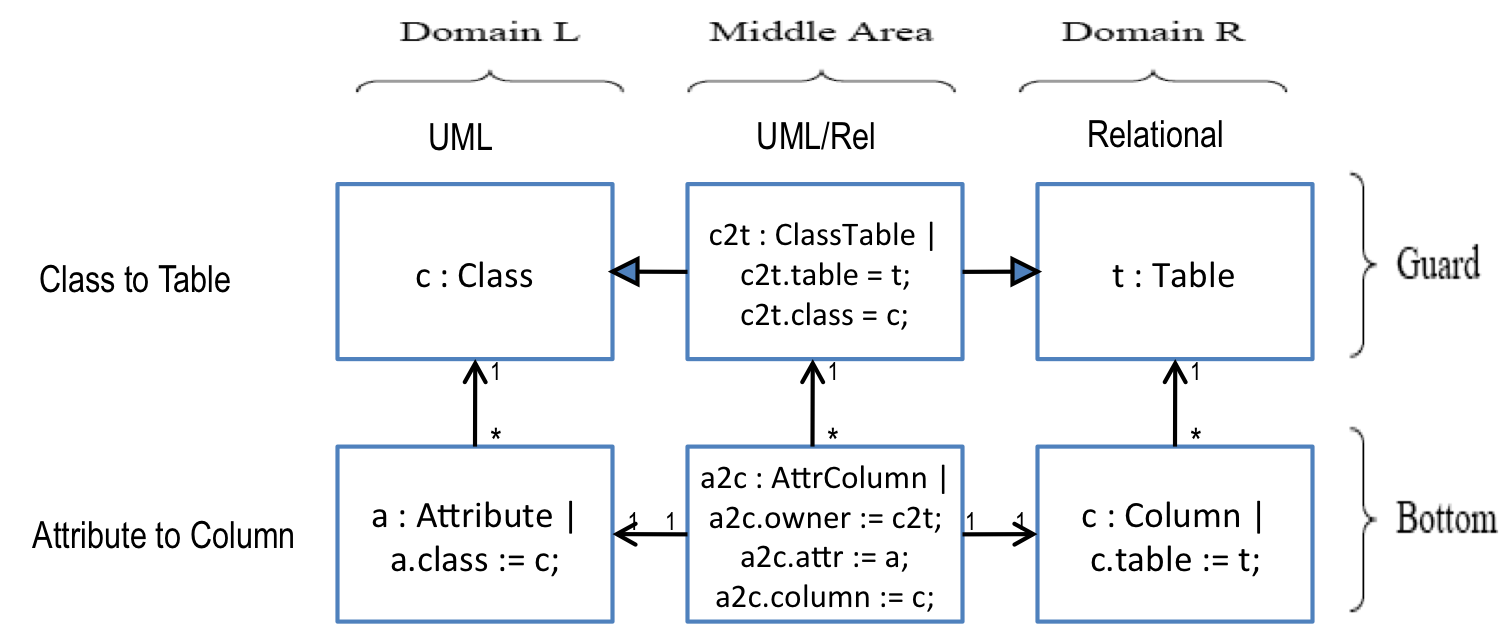 Domain L
Middle Area
Domain R
UML
UML/Rel
Relational
Class to Table
c : Class
c2t : ClassTable |
c2t.table = t;
c2t.class = c;
t : Table
Guard
1
1
1
*
*
*
Attribute to Column
a : Attribute |
a.class := c;
1
1
a2c : AttrColumn |
a2c.owner := c2t;
a2c.attr := a;
a2c.column := c;
1
1
c : Column |
c.table := t;
Bottom